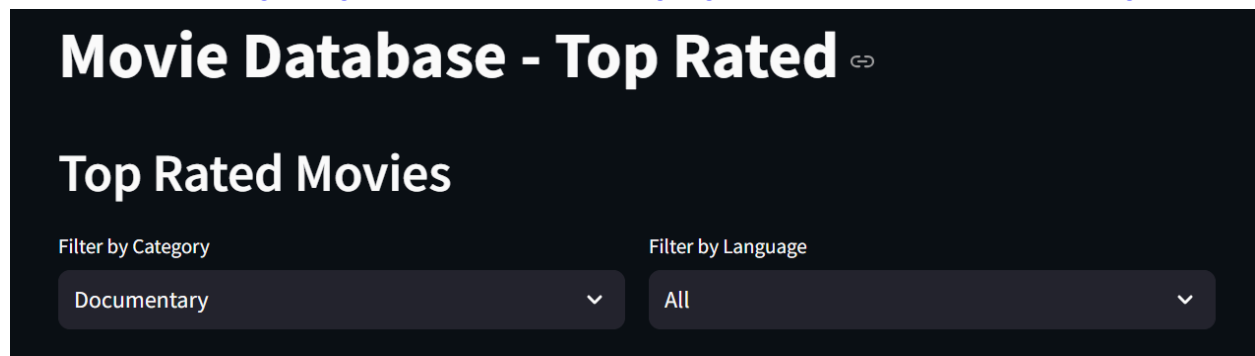 Movie Database - Top Rated
Top Rated Movies
Filter by Category
Filter by Language
Documentary
All